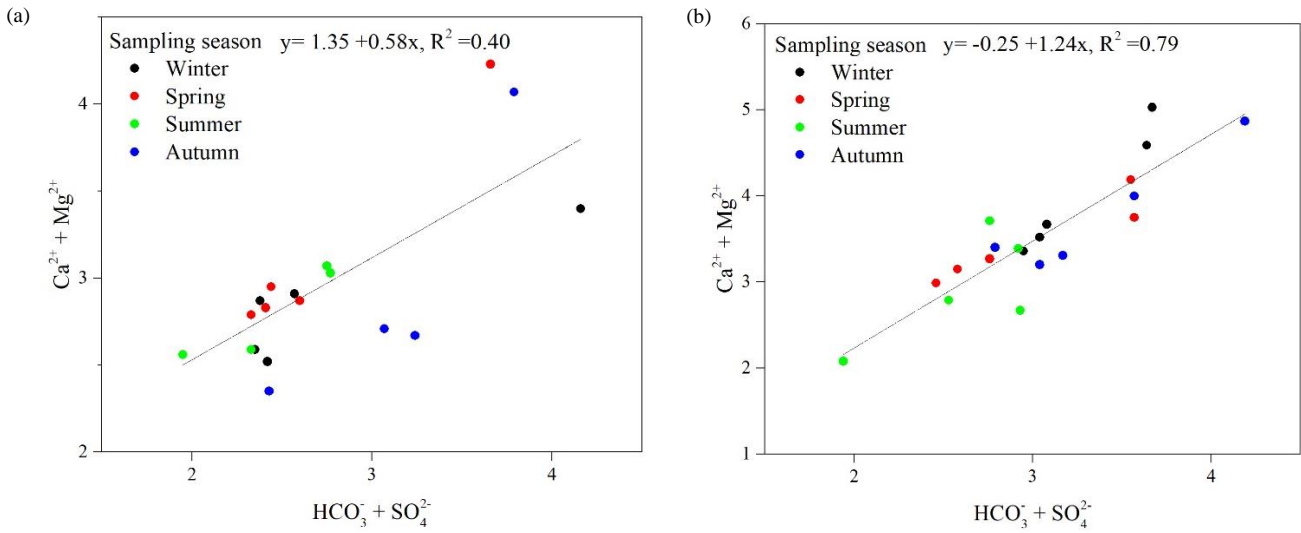 (a)
Sampling season y= 1.35 +0.58x, R² =0.40
Winter
Spring
Summer
Autumn
4
3
2
Ca²⁺ + Mg²⁺
2 3 4
HCO₃⁻ + SO₄²⁻
(b)
6
Sampling season y= -0.25 +1.24x, R² =0.79
Winter
Spring
Summer
Autumn
5
4
3
2
1
Ca²⁺ + Mg²⁺
2 3 4
HCO₃⁻ + SO₄²⁻